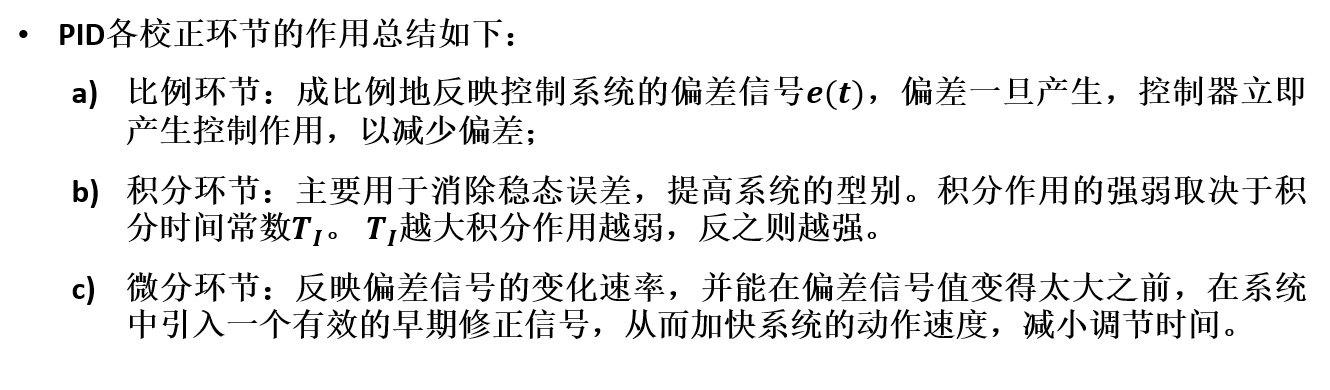 • PID各校正环节的作用总结如下：
a) 比例环节：成比例地反映控制系统的偏差信号e(t)，偏差一旦产生，控制器立即
产生控制作用，以减少偏差；
b) 积分环节：主要用于消除稳态误差，提高系统的型别。积分作用的强弱取决于积
分时间常数T_I。 T_I越大积分作用越弱，反之则越强。
c) 微分环节：反映偏差信号的变化速率，并能在偏差信号值变得太大之前，在系统
中引入一个有效的早期修正信号，从而加快系统的动作速度，减小调节时间。